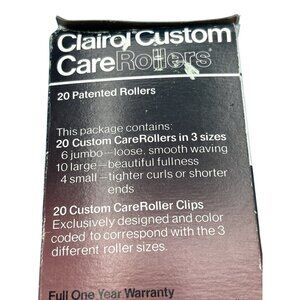 Clairol Custom
CareRollers®
20 Patented Rollers
This package contains:
20 Custom CareRollers in 3 sizes
6 jumbo—loose, smooth waving
10 large—beautiful fullness
4 small—tighter curls or shorter
ends
20 Custom CareRoller Clips
Exclusively designed and color
coded to correspond with the 3
different roller sizes.
Full One Year Warranty